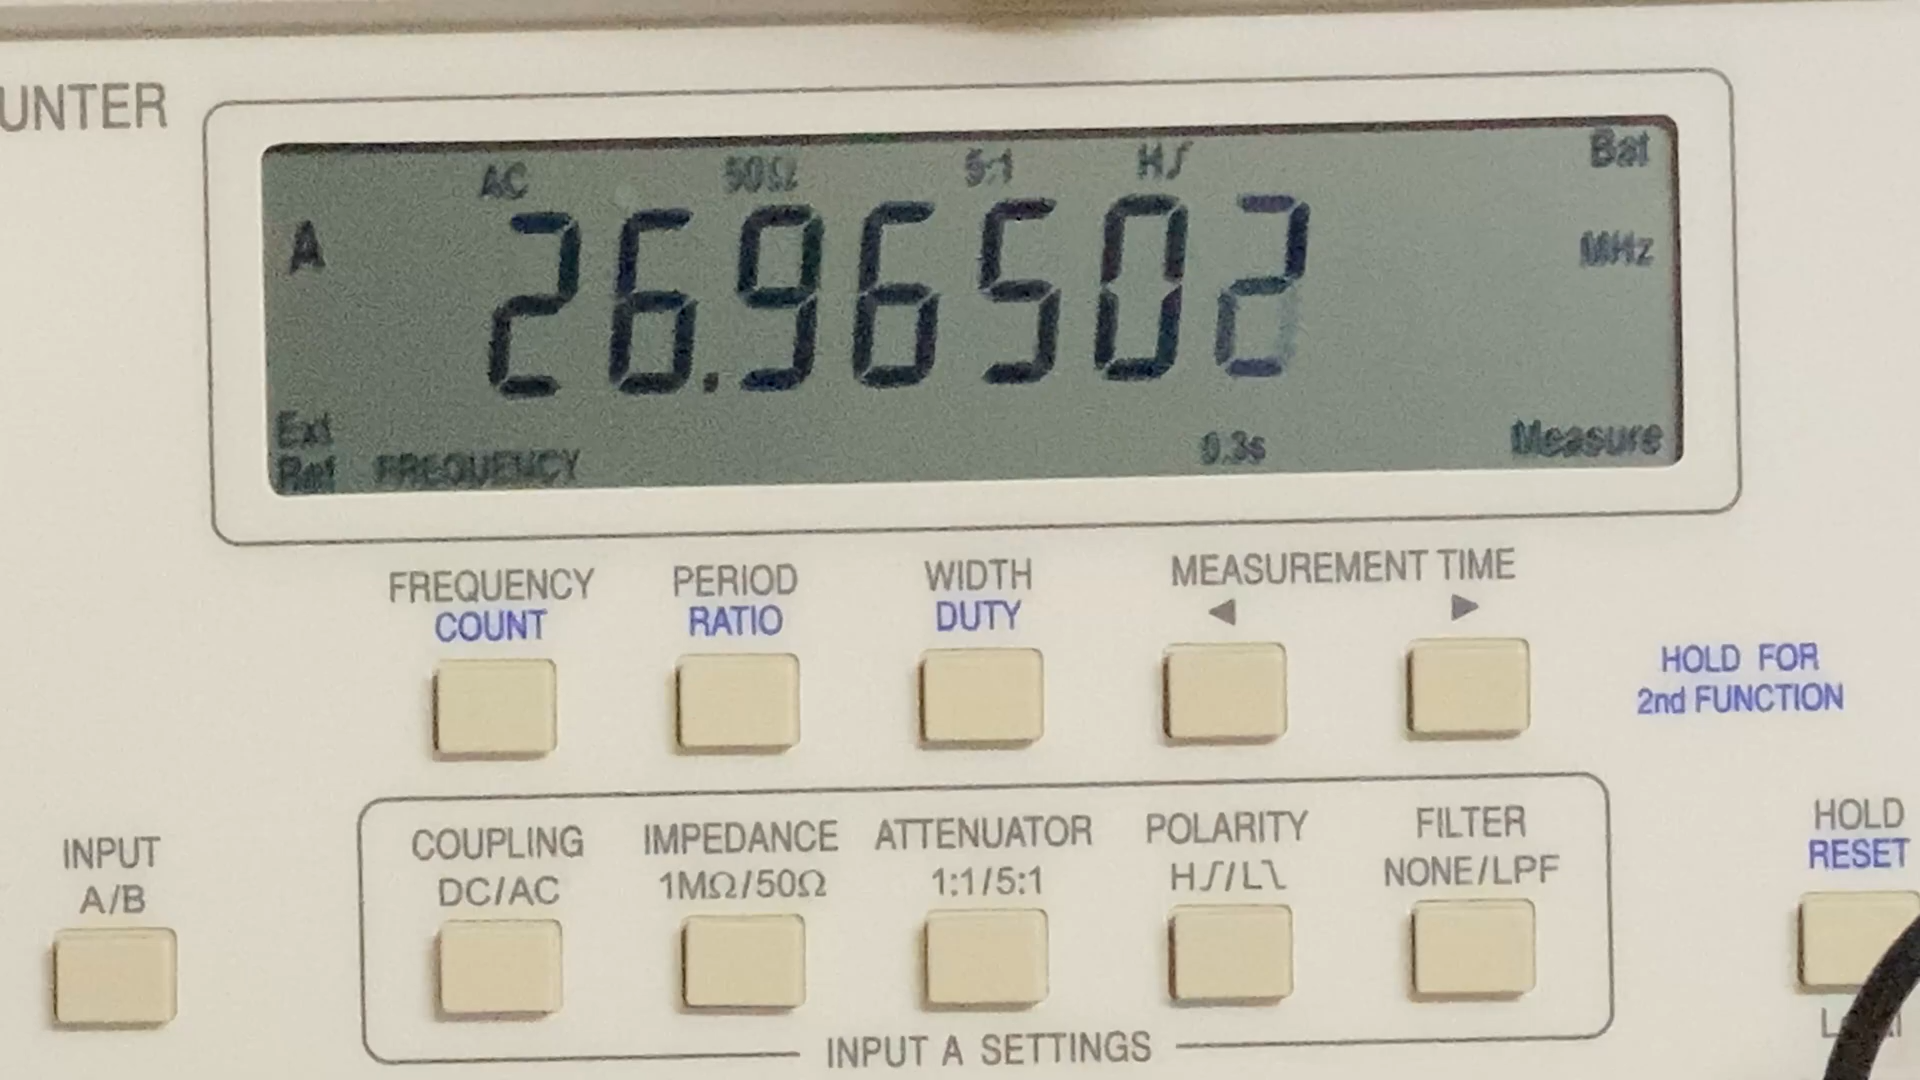 UNTER
AC 50Ω 5:1 H⎍ Bat
A 26.96502 MHz
Ext
Ref FREQUENCY 0.3s Measure
FREQUENCY PERIOD WIDTH MEASUREMENT TIME
COUNT RATIO DUTY ◀ ▶
HOLD FOR
2nd FUNCTION
INPUT
A/B
COUPLING IMPEDANCE ATTENUATOR POLARITY FILTER
DC/AC 1MΩ/50Ω 1:1/5:1 H∫/L⅂ NONE/LPF
HOLD
RESET
INPUT A SETTINGS